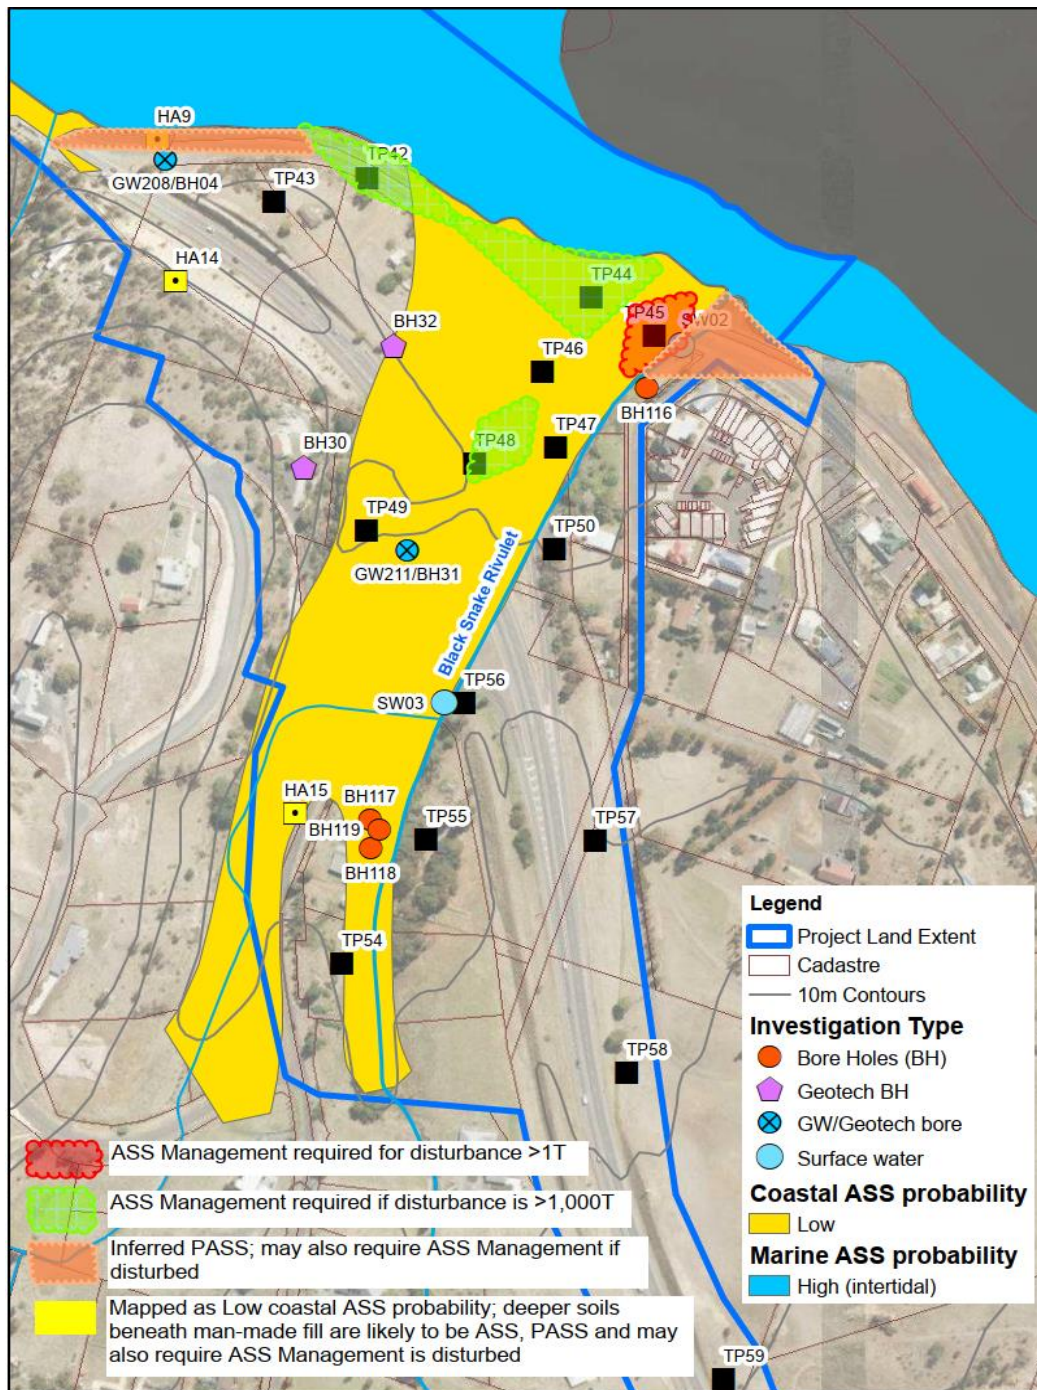 HA9
TP42
GW208/BH04
TP43
HA14
TP44
BH32
TP45
W02
TP46
BH116
TP47
BH30
TP48
TP49
TP50
GW211/BH31
Black Snake Rivulet
SW03
TP56
HA15
BH117
BH119
TP55
TP57
BH118
TP54
TP58
TP59
Legend
Project Land Extent
Cadastre
10m Contours
Investigation Type
Bore Holes (BH)
Geotech BH
GW/Geotech bore
Surface water
Coastal ASS probability
Low
Marine ASS probability
High (intertidal)
ASS Management required for disturbance >1T
ASS Management required if disturbance is >1,000T
Inferred PASS; may also require ASS Management if
disturbed
Mapped as Low coastal ASS probability; deeper soils
beneath man-made fill are likely to be ASS, PASS and may
also require ASS Management is disturbed